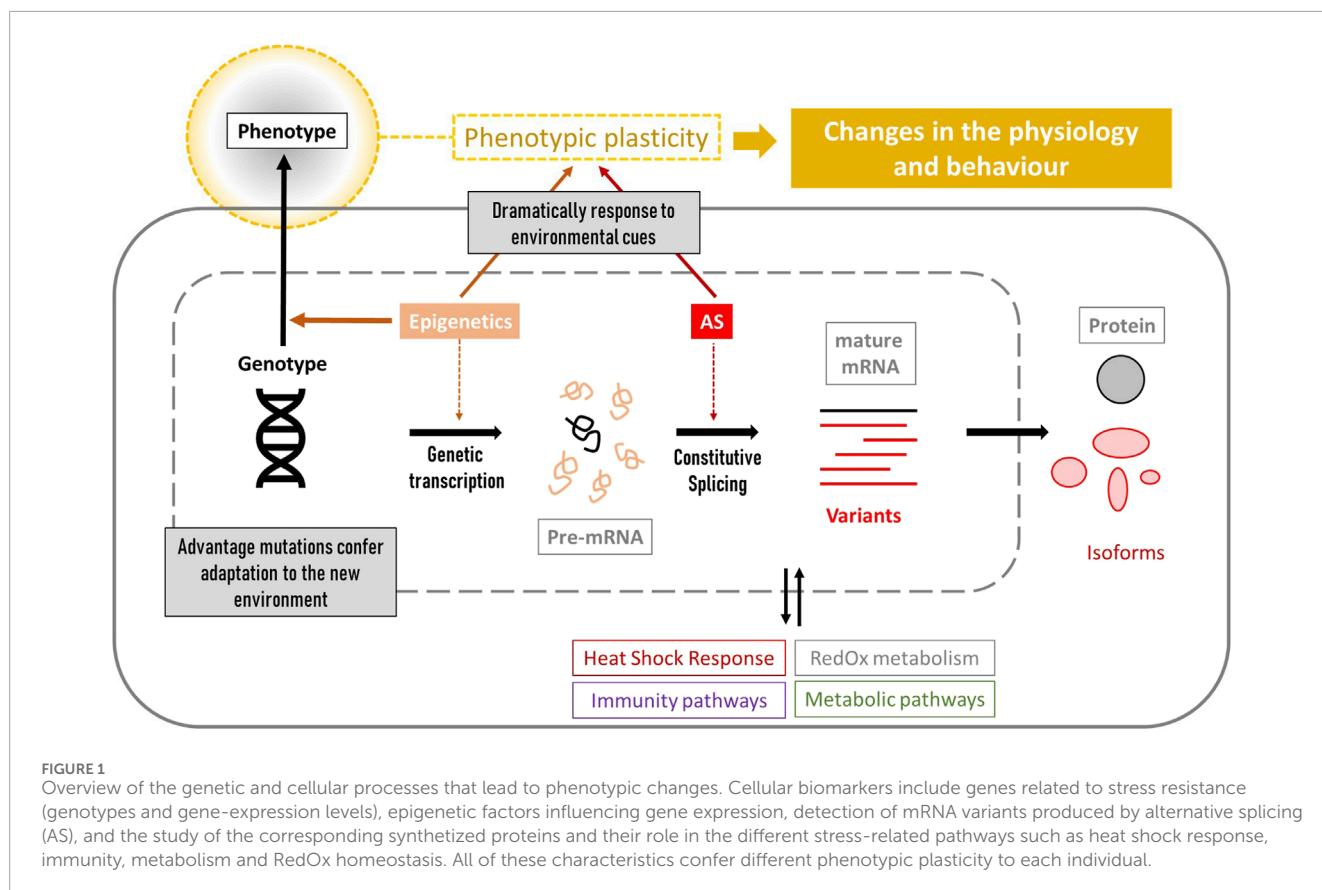 Phenotype
Phenotypic plasticity
Changes in the physiology
and behaviour
Dramatically response to
environmental cues
Epigenetics
AS
mature
mRNA
Protein
Genotype
Genetic
transcription
Constitutive
Splicing
Pre-mRNA
Variants
Isoforms
Advantage mutations confer
adaptation to the new
environment
Heat Shock Response
RedOx metabolism
Immunity pathways
Metabolic pathways
FIGURE 1
Overview of the genetic and cellular processes that lead to phenotypic changes. Cellular biomarkers include genes related to stress resistance
(genotypes and gene-expression levels), epigenetic factors influencing gene expression, detection of mRNA variants produced by alternative splicing
(AS), and the study of the corresponding synthetized proteins and their role in the different stress-related pathways such as heat shock response,
immunity, metabolism and RedOx homeostasis. All of these characteristics confer different phenotypic plasticity to each individual.